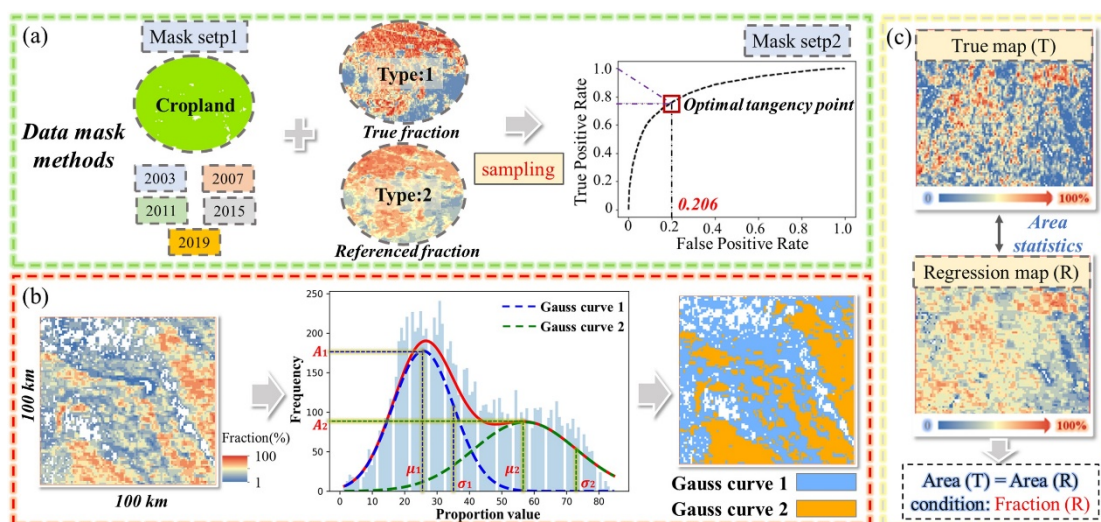 (a)
Mask setp1
Cropland
Data mask
methods
2003
2007
2011
2015
2019
Type:1
True fraction
Type:2
Referenced fraction
sampling
Mask setp2
True Positive Rate
1.0
1.0
0.8
0.6
0.4
0.2
0
Optimal tangency point
0.206
0
0.2
0.4
0.6
0.8
1.0
False Positive Rate
(b)
100 km
100 km
Fraction(%)
100
1
Frequency
250
200
150
100
50
0
A₁
A₂
Gauss curve 1
Gauss curve 2
μ₁
σ₁
μ₂
σ₂
0
10
20
30
40
50
60
70
80
Proportion value
Gauss curve 1
Gauss curve 2
(c)
True map (T)
0
100%
Area
statistics
Regression map (R)
0
100%
Area (T) = Area (R)
condition: Fraction (R)